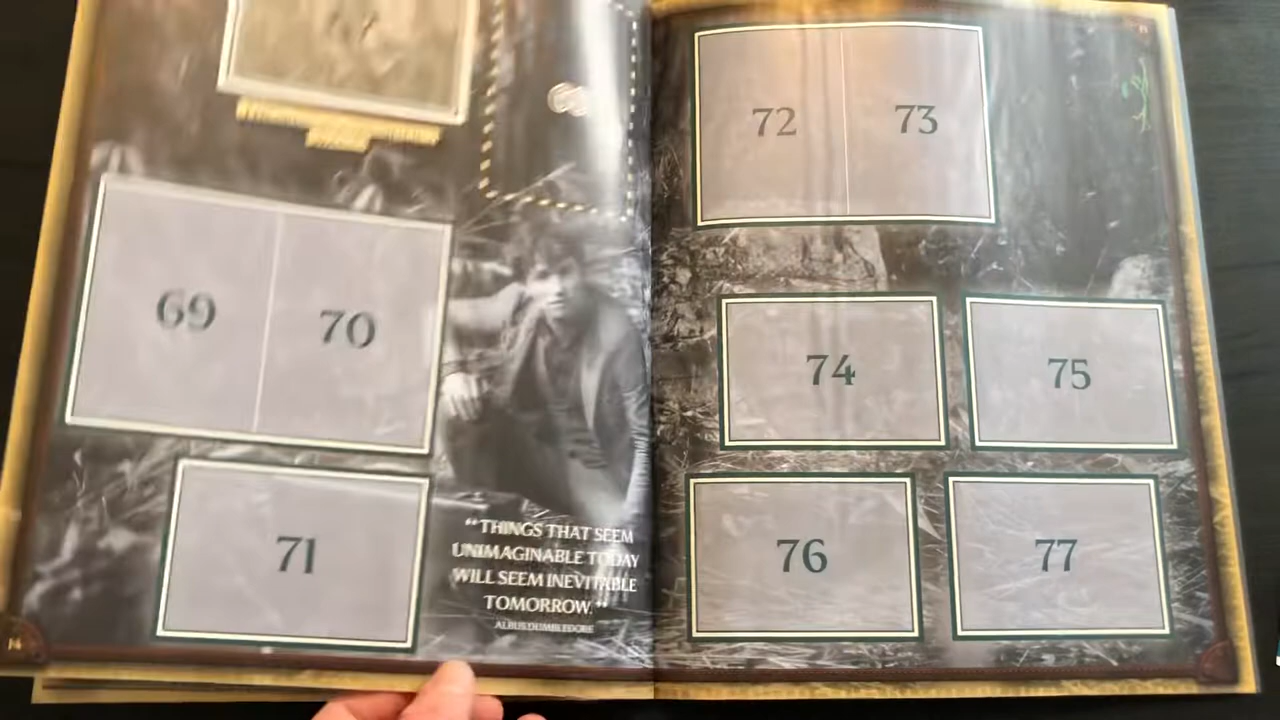 69
70
71
“THINGS THAT SEEM
UNIMAGINABLE TODAY
WILL SEEM INEVITABLE
TOMORROW.”
ALBUS DUMBLEDORE
14
72
73
74
75
76
77